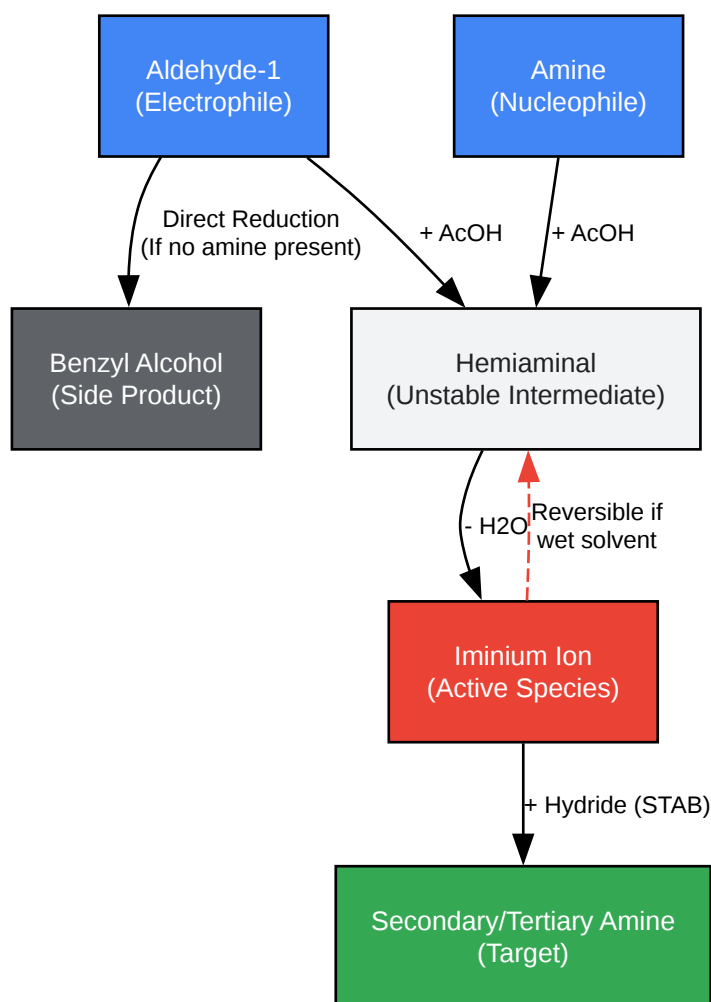 Aldehyde-1
(Electrophile)
Amine
(Nucleophile)
Direct Reduction
(If no amine present)
+ AcOH
+ AcOH
Benzyl Alcohol
(Side Product)
Hemiaminal
(Unstable Intermediate)
- H2O
Reversible if
wet solvent
Iminium Ion
(Active Species)
+ Hydride (STAB)
Secondary/Tertiary Amine
(Target)